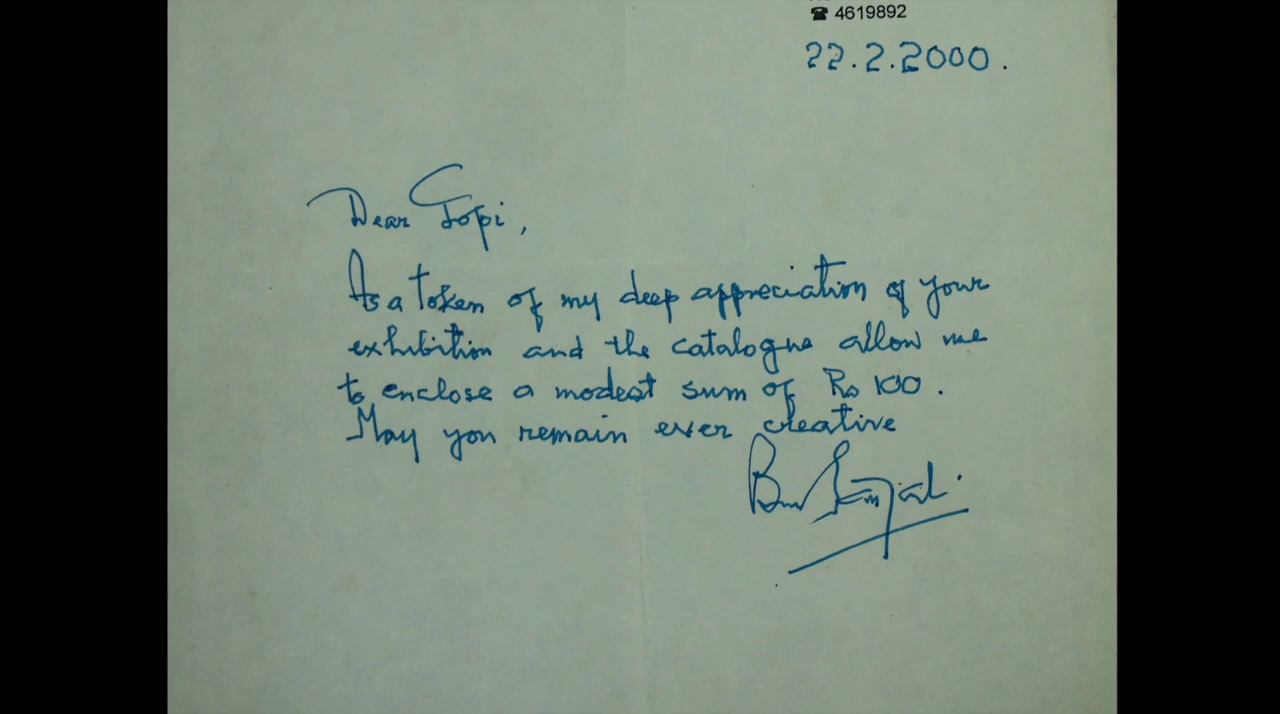 ☎ 4619892
22.2.2000.
Dear Gopi,
As a token of my deep appreciation of your
exhibition and the catalogue allow me
to enclose a modest sum of Rs 100.
May you remain ever creative
Sanyal.